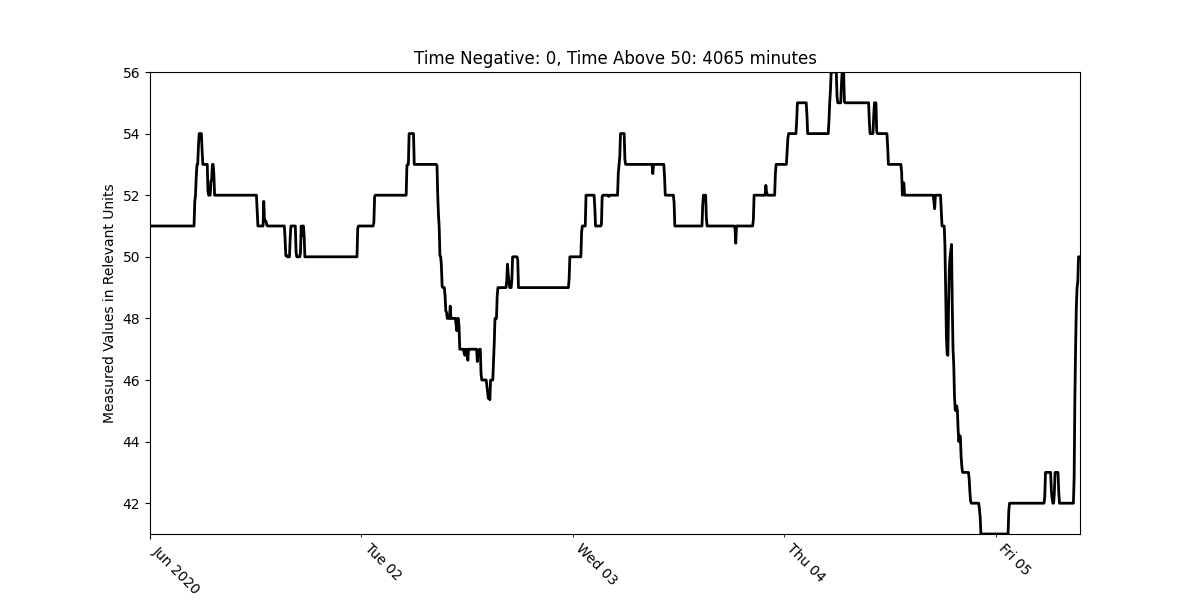 Time Negative: 0, Time Above 50: 4065 minutes
Measured Values in Relevant Units
56
54
52
50
48
46
44
42
Jun 2020
Tue 02
Wed 03
Thu 04
Fri 05